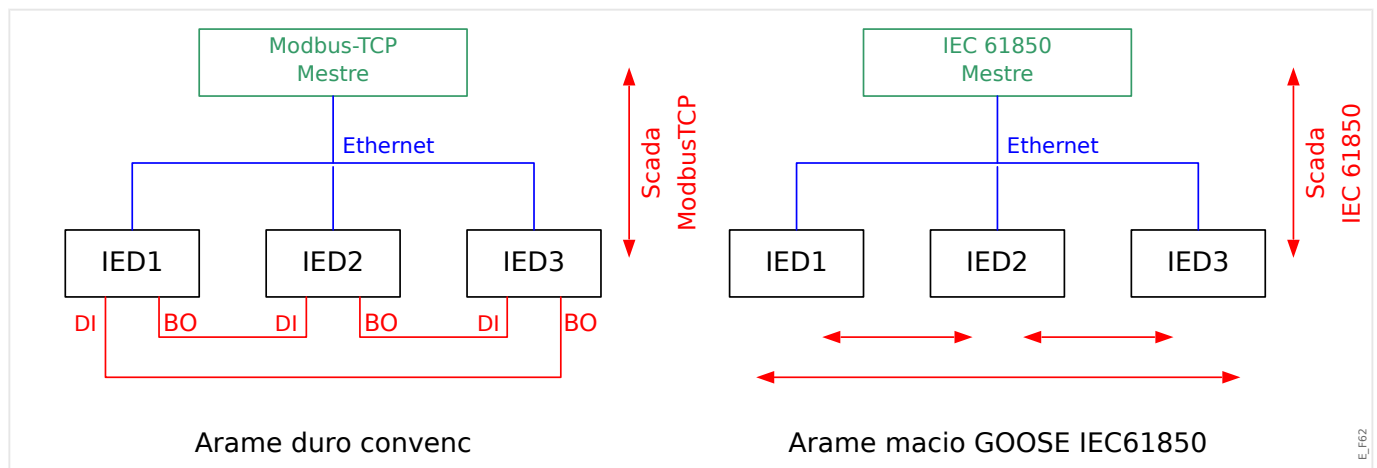 Modbus-TCP
Mestre
Ethernet
Scada
ModbusTCP
IED1
IED2
IED3
DI
BO
DI
BO
DI
BO
Arame duro convenc
IEC 61850
Mestre
Ethernet
Scada
IEC 61850
IED1
IED2
IED3
Arame macio GOOSE IEC61850
E_F62